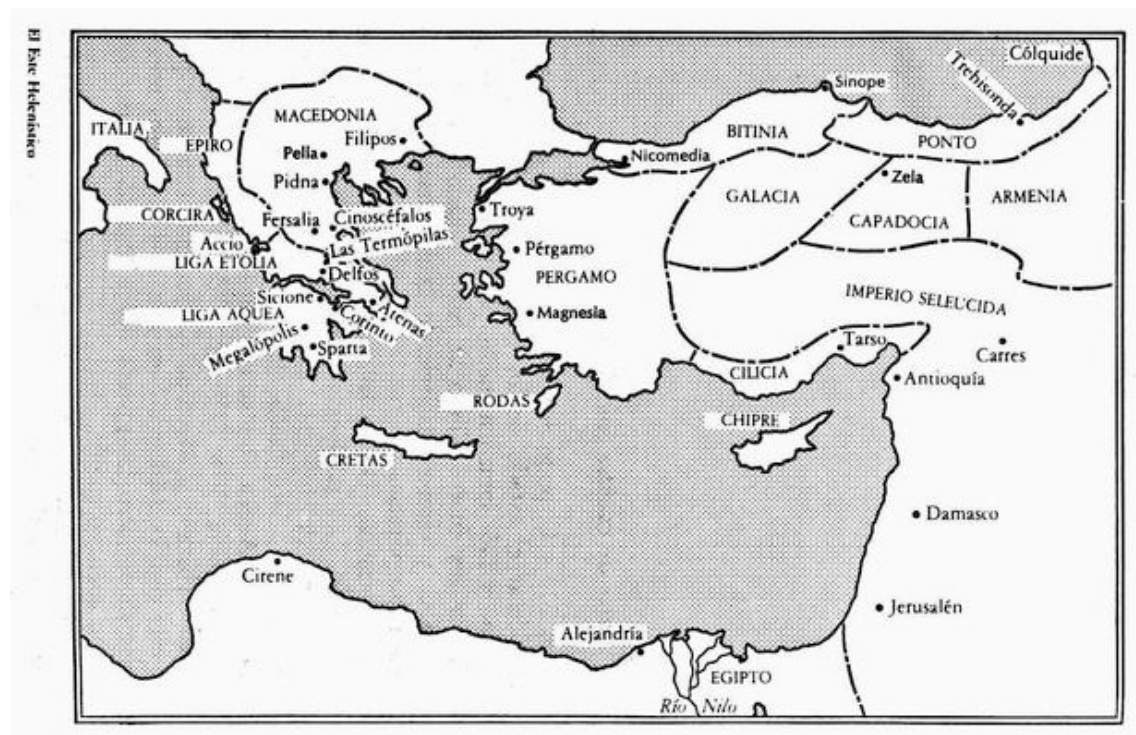 El Este Helenístico
Cólquide
Sinope
Trebisonda
ITALIA
MACEDONIA
BITINIA
PONTO
EPIRO
Filipos
Pella
Nicomedia
Zela
Pidna
GALACIA
ARMENIA
CORCIRA
Fersalia
Cinoscéfalos
Troya
CAPADOCIA
Accio
Las Termópilas
Pérgamo
LIGA ETOLIA
Delfos
PERGAMO
Sicione
Atenas
IMPERIO SELEUCIDA
LIGA AQUEA
Corinto
Magnesia
Megalópolis
Sparta
Tarso
Carres
CILICIA
Antioquía
RODAS
CHIPRE
CRETAS
Damasco
Cirene
Jerusalén
Alejandría
EGIPTO
Río Nilo